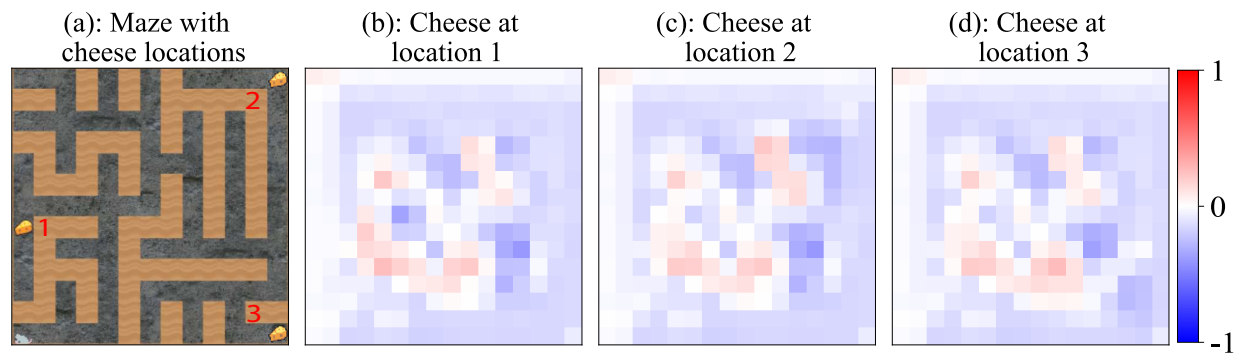 (a): Maze with
cheese locations
(b): Cheese at
location 1
(c): Cheese at
location 2
(d): Cheese at
location 3
2
1
3
1
0
-1